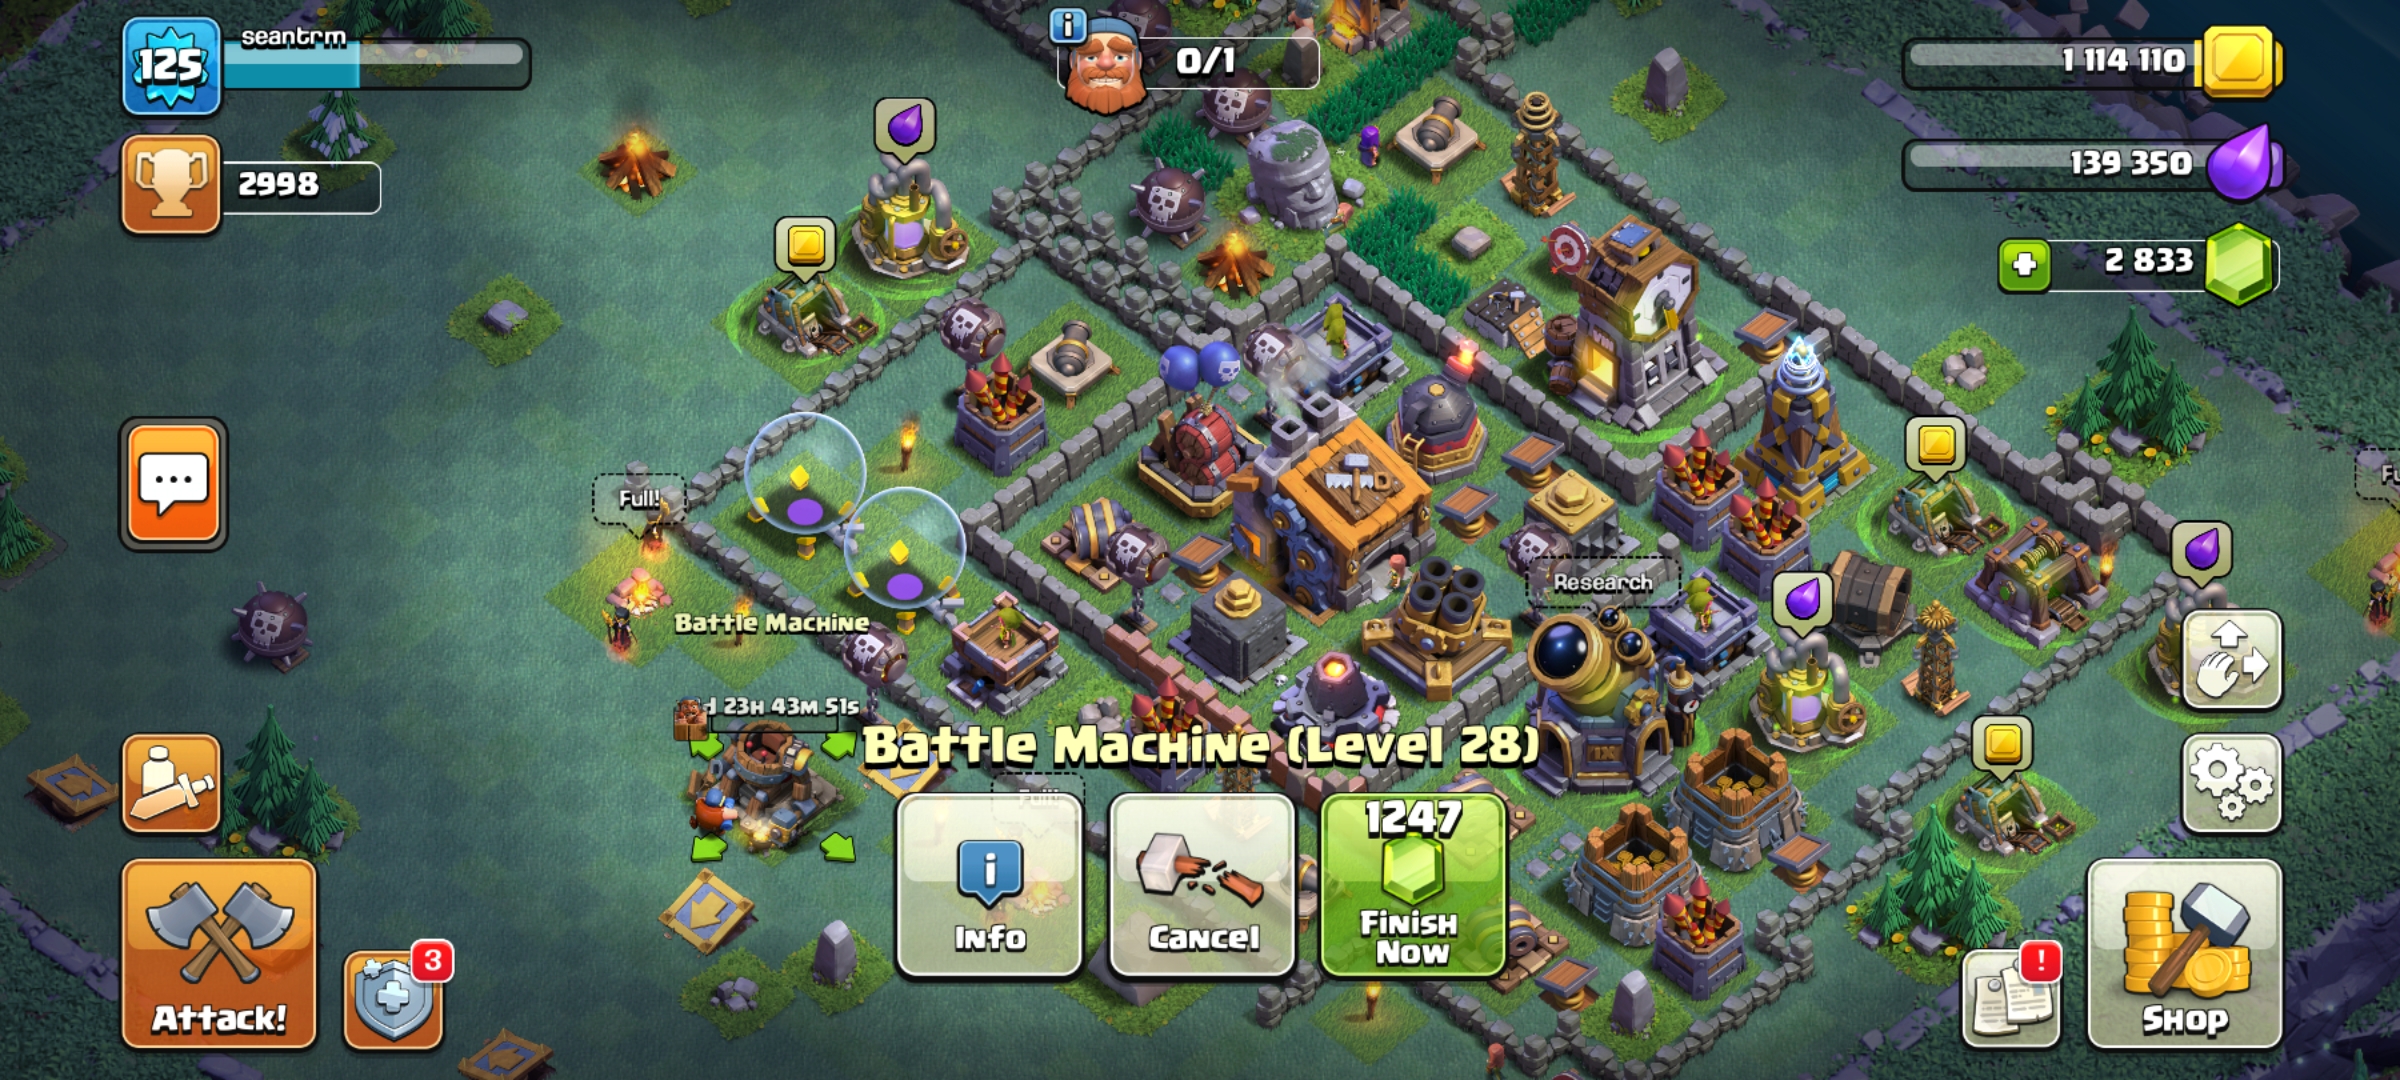 125
seantrm
0/1
1 114 110
2998
139 350
2 833
Full!
Research
Battle Machine
d 23H 43M 51s
Battle Machine (Level 28)
1247
Info
Cancel
Finish
Now
Attack!
3
!
Shop
IX